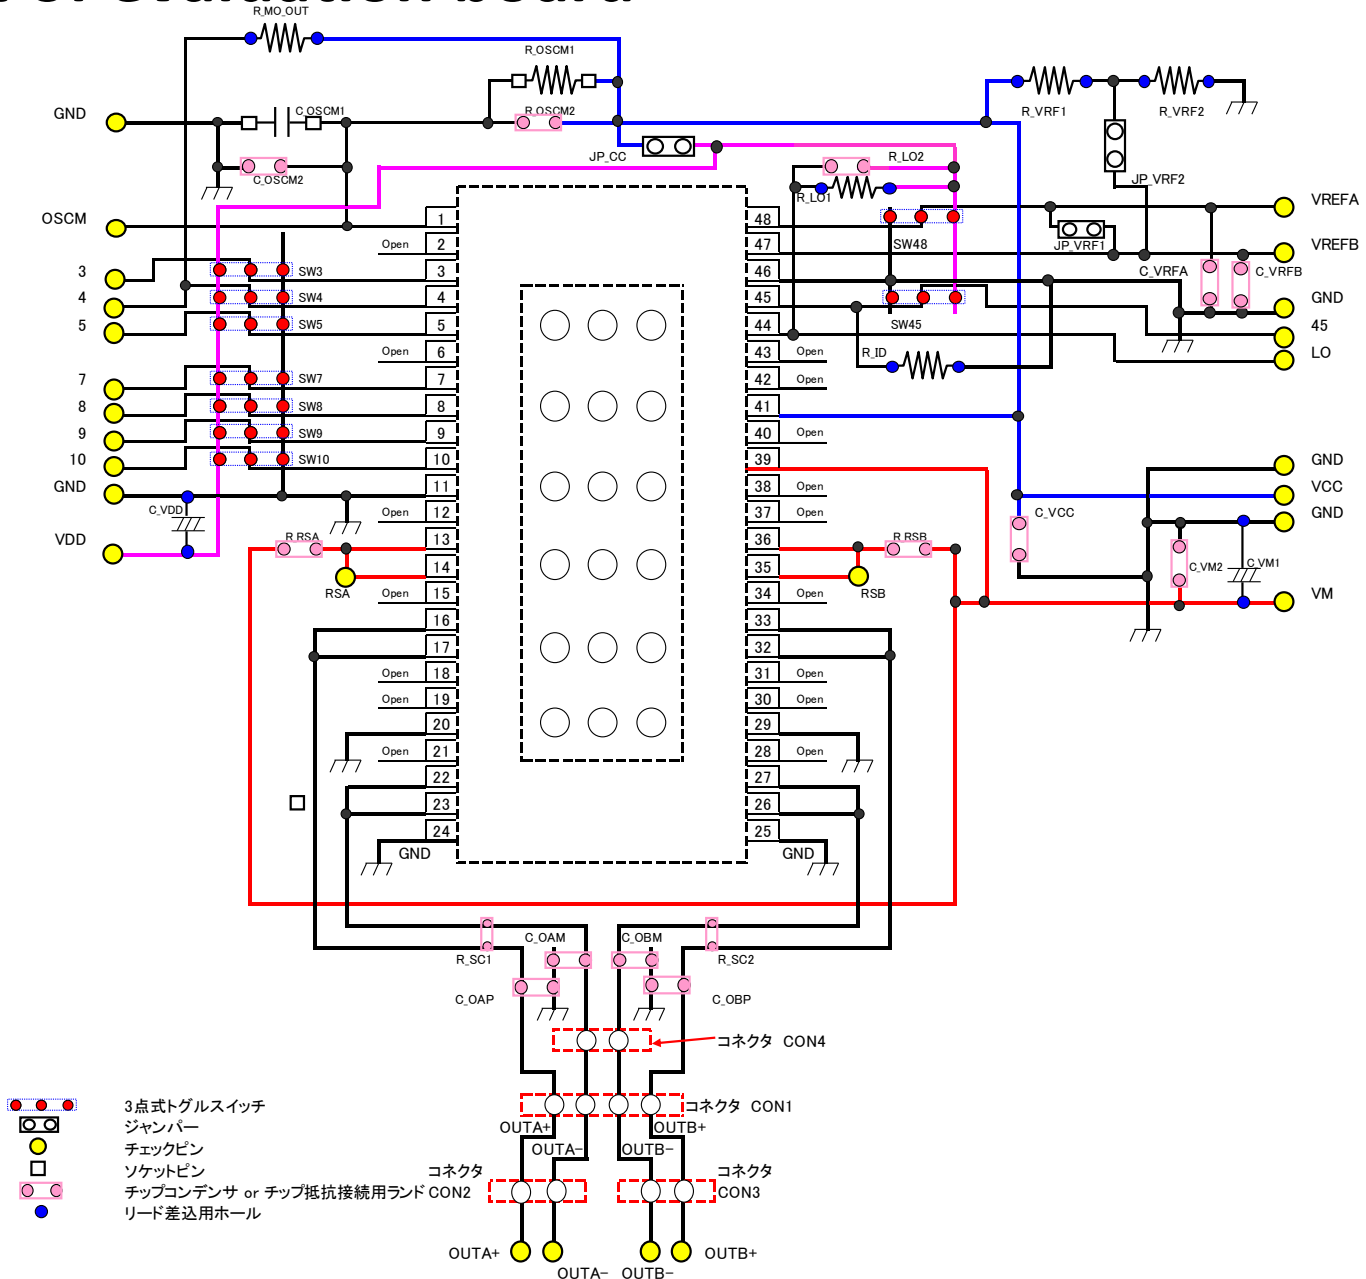 R_MO_OUT
R_OSCM1
GND
C_OSCM1
R_OSCM2
R_VRF1
R_VRF2
JP_CC
R_LO2
C_OSCM2
JP_VRF2
R_LO1
OSCM
1
48
VREFA
Open
2
47
SW48
JP_VRF1
VREFB
3
SW3
3
46
C_VRFA
C_VRFB
4
SW4
4
45
GND
5
SW5
5
44
SW45
45
Open
6
43
Open
R_ID
LO
7
SW7
7
42
Open
8
SW8
8
41
9
SW9
9
40
Open
10
SW10
10
39
GND
GND
11
38
Open
VCC
C_VDD
Open
12
37
Open
C_VCC
GND
VDD
R_RSA
13
36
R_RSB
14
35
C_VM2
C_VM1
RSA
Open
15
34
Open
RSB
VM
16
33
17
32
Open
18
31
Open
Open
19
30
Open
20
29
Open
21
28
Open
22
27
23
26
24
25
GND
GND
C_OAM
C_OBM
R_SC1
R_SC2
C_OAP
C_OBP
コネクタ CON4
3点式トグルスイッチ
コネクタ CON1
ジャンパー
OUTA+
OUTB+
チェックピン
OUTA-
OUTB-
ソケットピン
コネクタ
CON2
コネクタ
CON3
チップコンデンサ or チップ抵抗接続用ランド
リード差込用ホール
OUTA+
OUTB+
OUTA-
OUTB-